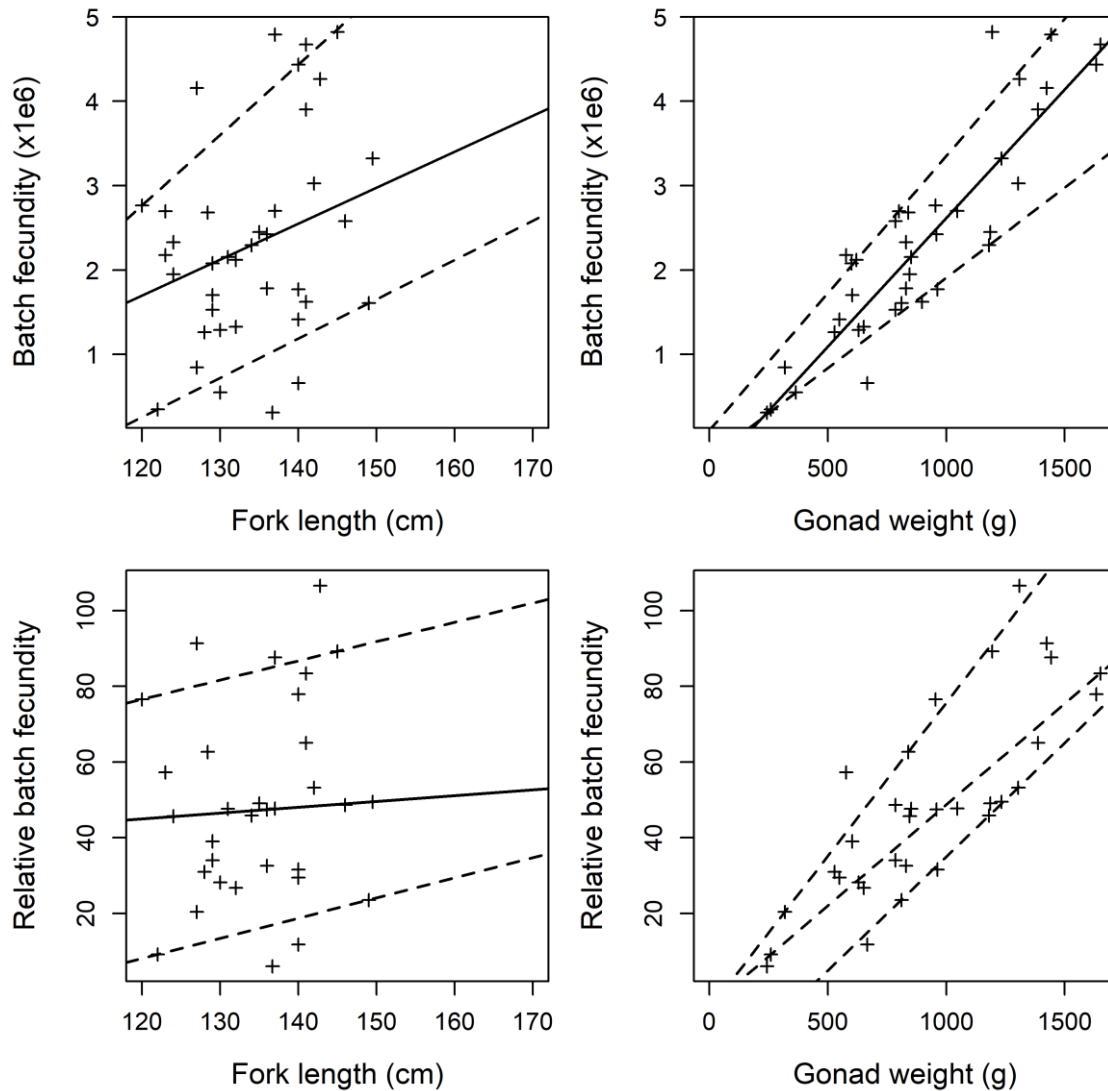 Batch fecundity (x1e6)
5
4
3
2
1
120 130 140 150 160 170
Fork length (cm)
Batch fecundity (x1e6)
5
4
3
2
1
0 500 1000 1500
Gonad weight (g)
Relative batch fecundity
100
80
60
40
20
120 130 140 150 160 170
Fork length (cm)
Relative batch fecundity
100
80
60
40
20
0 500 1000 1500
Gonad weight (g)